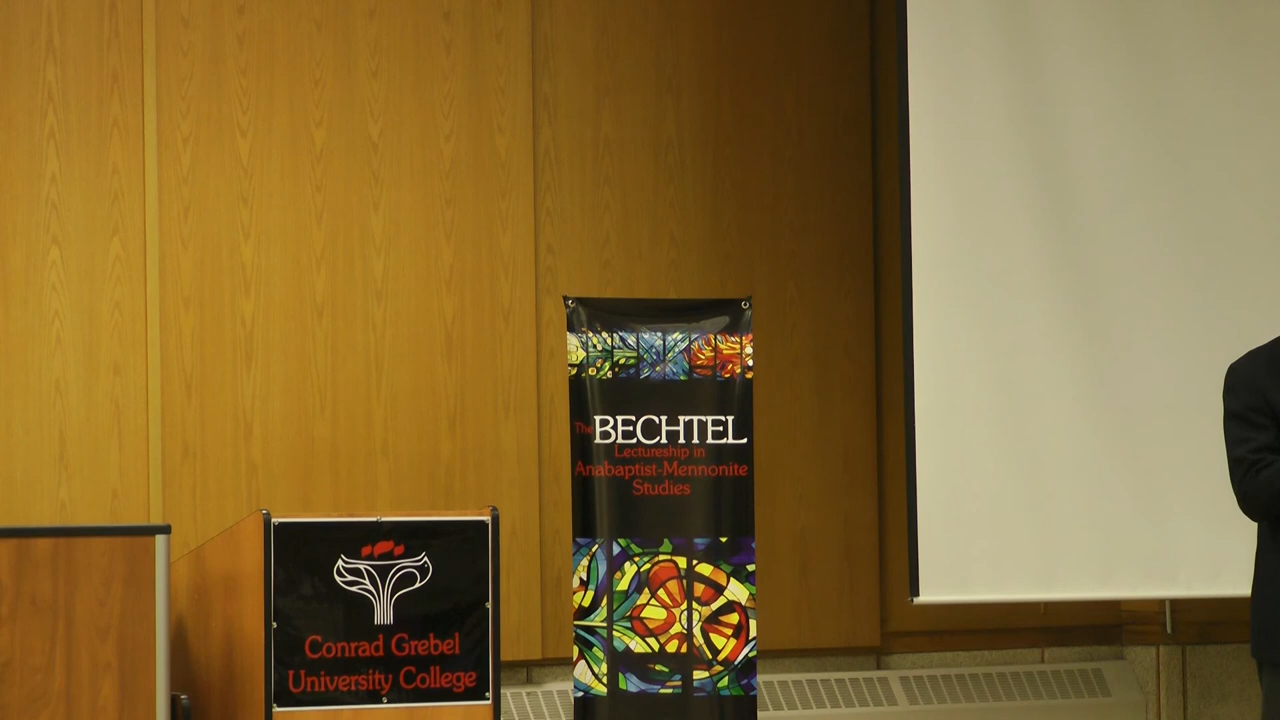 The BECHTEL
Lectureship in
Anabaptist-Mennonite
Studies
Conrad Grebel
University College